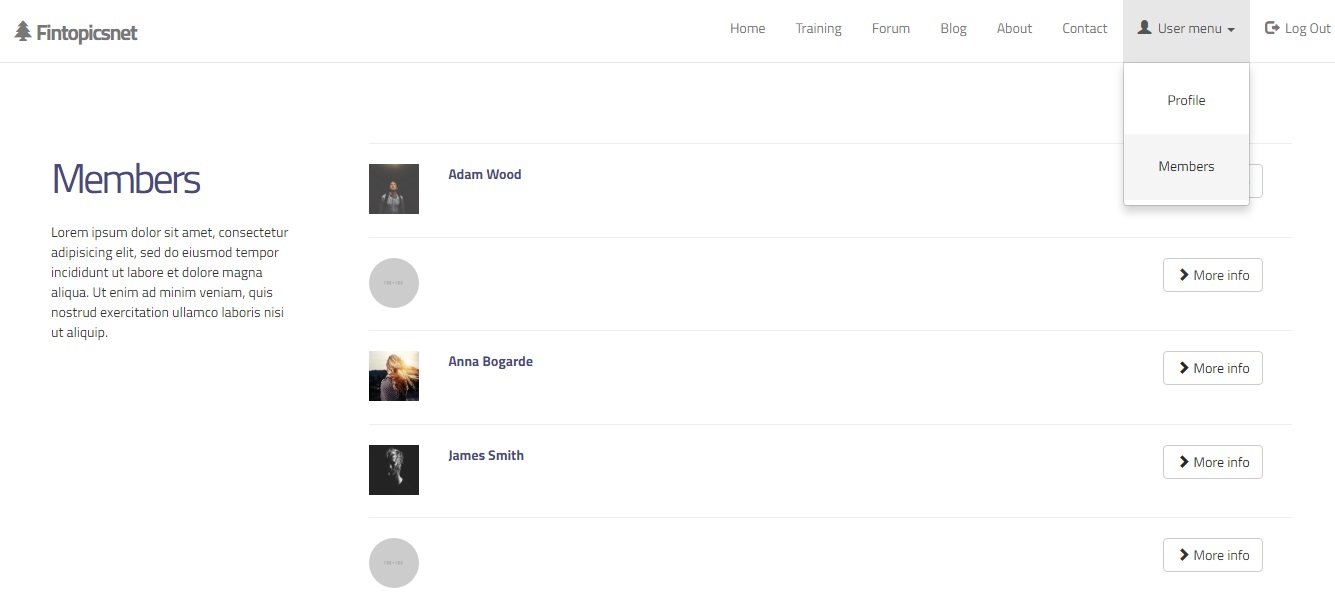 Fintopicsnet
Home Training Forum Blog About Contact User menu Log Out
Profile
Members
Members
Lorem ipsum dolor sit amet, consectetur
adipisicing elit, sed do eiusmod tempor
incididunt ut labore et dolore magna
aliqua. Ut enim ad minim veniam, quis
nostrud exercitation ullamco laboris nisi
ut aliquip.
Adam Wood
More info
Anna Bogarde
More info
James Smith
More info
More info